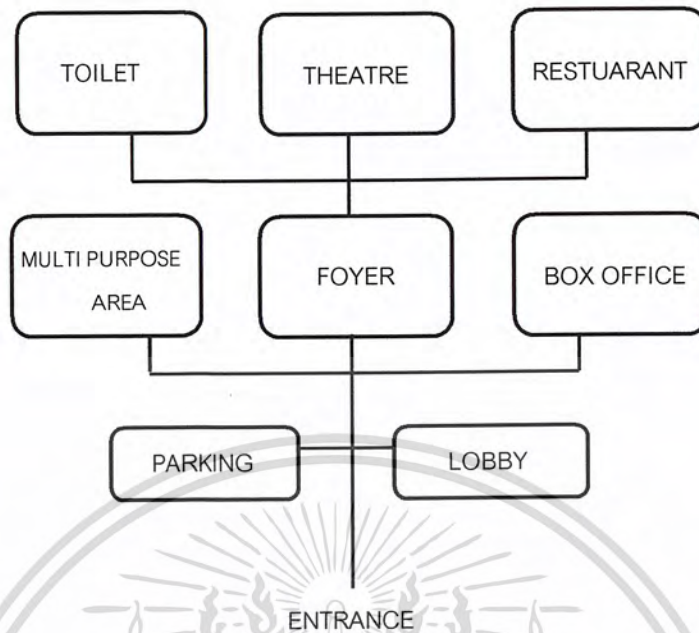 TOILET
THEATRE
RESTUARANT
MULTI PURPOSE
AREA
FOYER
BOX OFFICE
PARKING
LOBBY
ENTRANCE